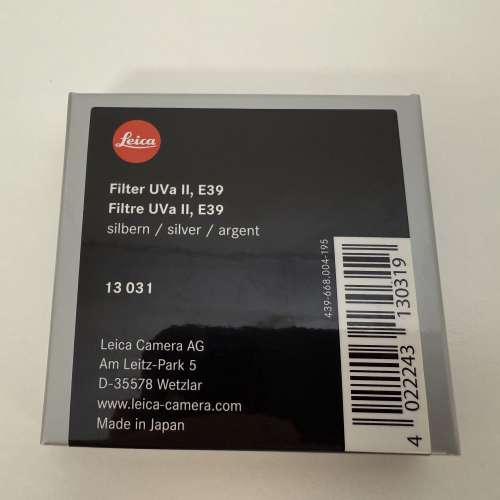 Leica
Filter UVa II, E39
Filtre UVa II, E39
silbern / silver / argent
13 031
Leica Camera AG
Am Leitz-Park 5
D-35578 Wetzlar
www.leica-camera.com
Made in Japan
439-668.004-195
4 022243 130319